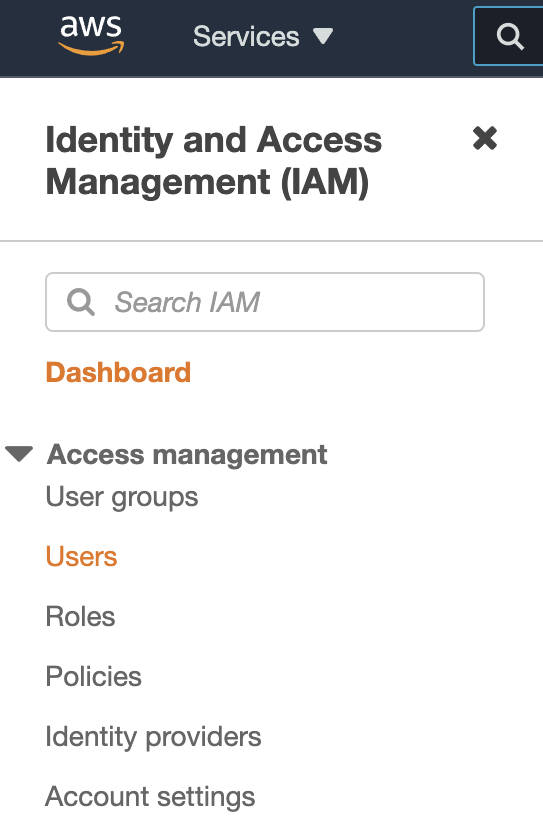 aws
Services
Identity and Access
Management (IAM)
Search IAM
Dashboard
Access management
User groups
Users
Roles
Policies
Identity providers
Account settings